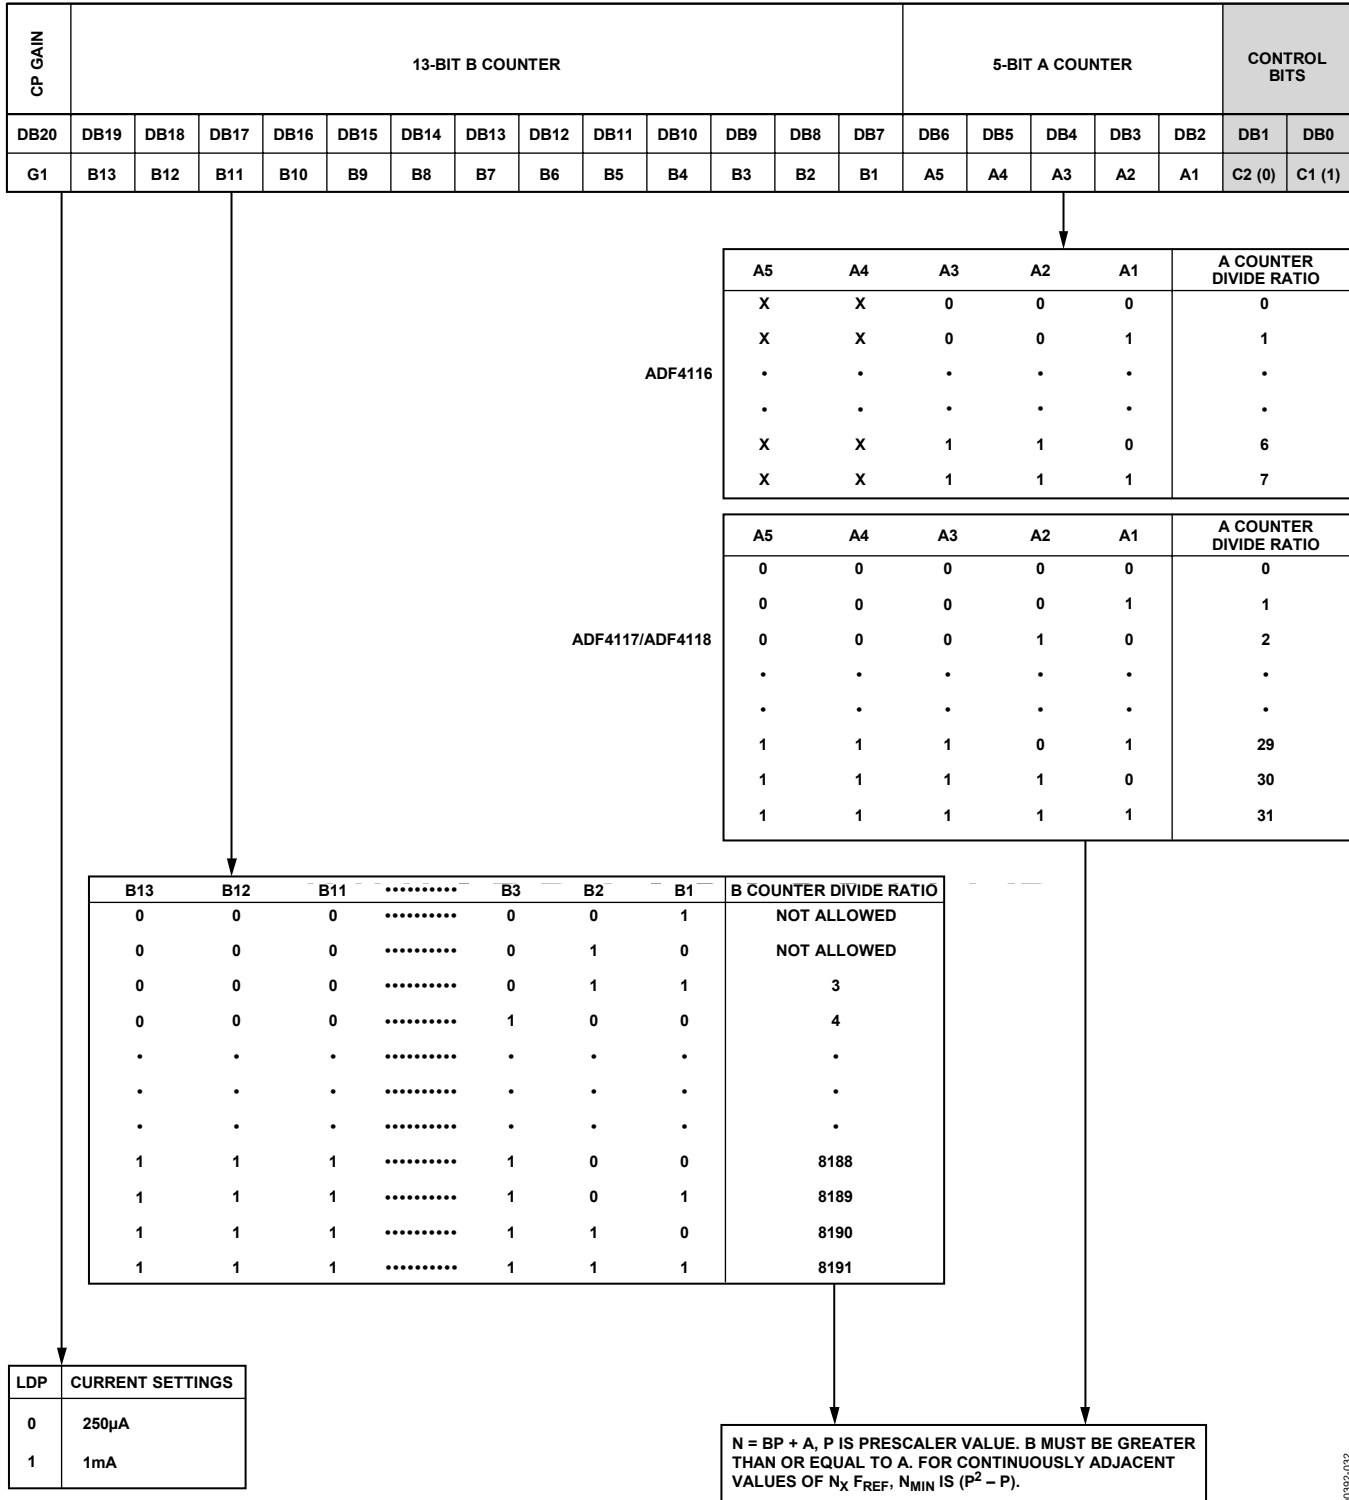 CP GAIN
13-BIT B COUNTER
5-BIT A COUNTER
CONTROL
BITS
DB20 DB19 DB18 DB17 DB16 DB15 DB14 DB13 DB12 DB11 DB10 DB9 DB8 DB7 DB6 DB5 DB4 DB3 DB2 DB1 DB0
G1 B13 B12 B11 B10 B9 B8 B7 B6 B5 B4 B3 B2 B1 A5 A4 A3 A2 A1 C2 (0) C1 (1)
ADF4116
A5 A4 A3 A2 A1 A COUNTER
DIVIDE RATIO
X X 0 0 0 0
X X 0 0 1 1
• • • • • •
• • • • • •
X X 1 1 0 6
X X 1 1 1 7
ADF4117/ADF4118
A5 A4 A3 A2 A1 A COUNTER
DIVIDE RATIO
0 0 0 0 0 0
0 0 0 0 1 1
0 0 0 1 0 2
• • • • • •
• • • • • •
1 1 1 0 1 29
1 1 1 1 0 30
1 1 1 1 1 31
B13 B12 B11 •••••••••• B3 B2 B1 B COUNTER DIVIDE RATIO
0 0 0 •••••••••• 0 0 1 NOT ALLOWED
0 0 0 •••••••••• 0 1 0 NOT ALLOWED
0 0 0 •••••••••• 0 1 1 3
0 0 0 •••••••••• 1 0 0 4
• • • •••••••••• • • • •
• • • •••••••••• • • • •
• • • •••••••••• • • • •
1 1 1 •••••••••• 1 0 0 8188
1 1 1 •••••••••• 1 0 1 8189
1 1 1 •••••••••• 1 1 0 8190
1 1 1 •••••••••• 1 1 1 8191
LDP CURRENT SETTINGS
0 250µA
1 1mA
N = BP + A, P IS PRESCALER VALUE. B MUST BE GREATER
THAN OR EQUAL TO A. FOR CONTINUOUSLY ADJACENT
VALUES OF NX FREF, NMIN IS (P² – P).